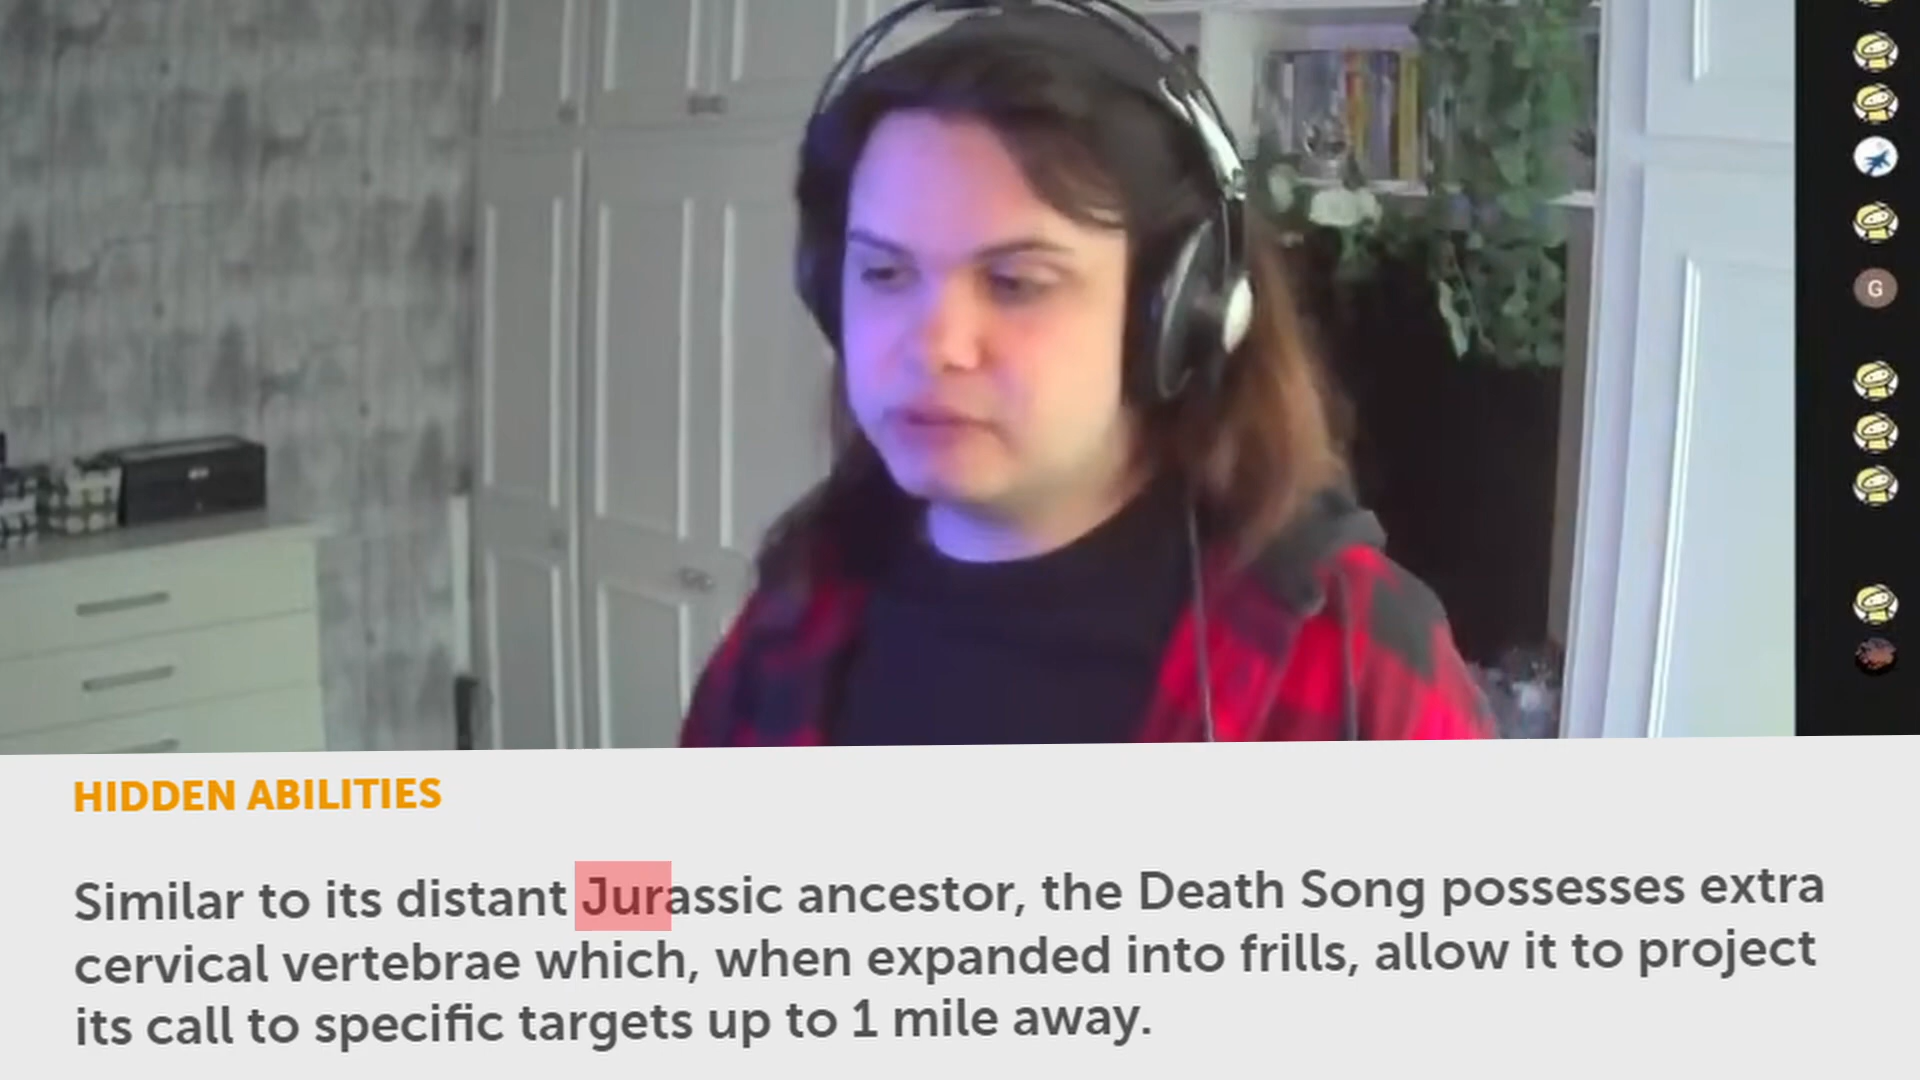 G
HIDDEN ABILITIES
Similar to its distant Jurassic ancestor, the Death Song possesses extra
cervical vertebrae which, when expanded into frills, allow it to project
its call to specific targets up to 1 mile away.